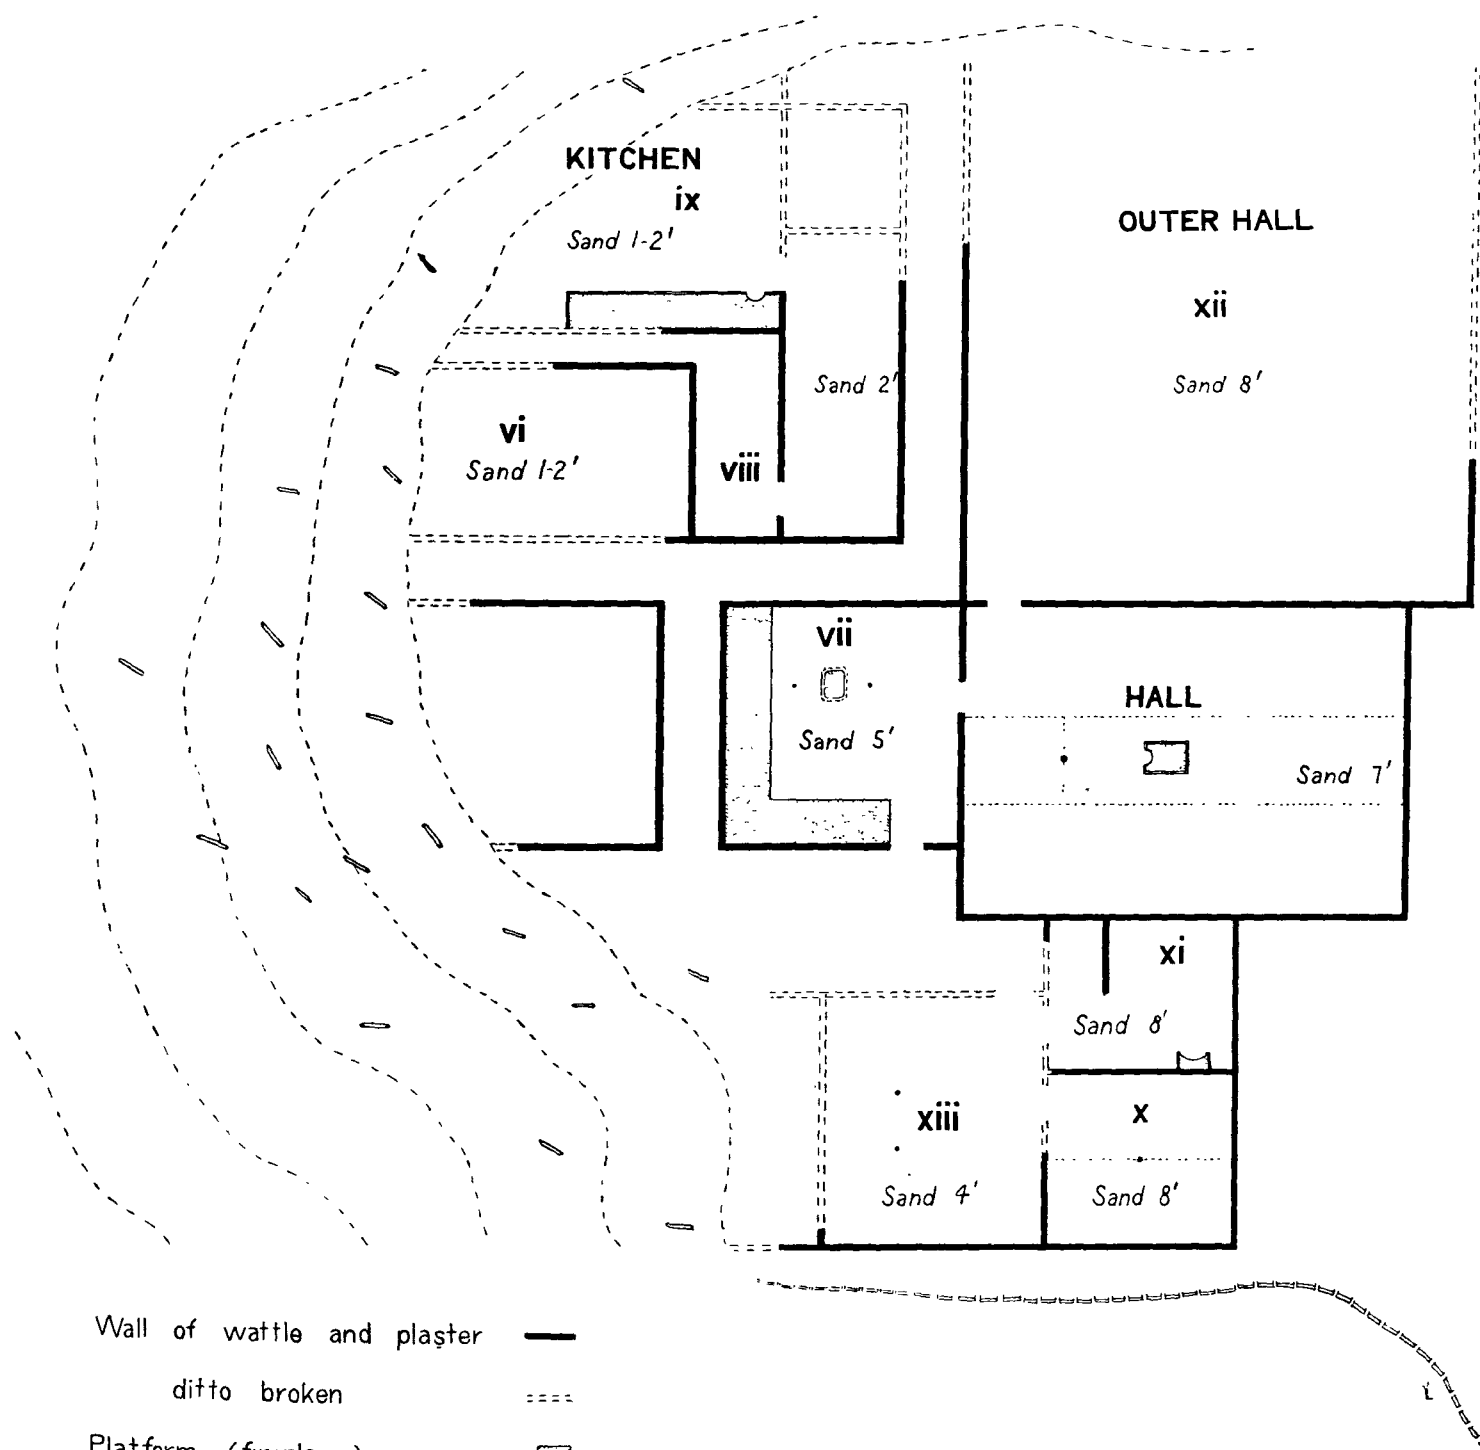 KITCHEN
ix
Sand 1-2'
OUTER HALL
xii
Sand 8'
Sand 2'
vi
Sand 1-2'
viii
vii
Sand 5'
HALL
Sand 7'
xi
Sand 8'
xiii
Sand 4'
x
Sand 8'
Wall of wattle and plaster
ditto broken
Platform